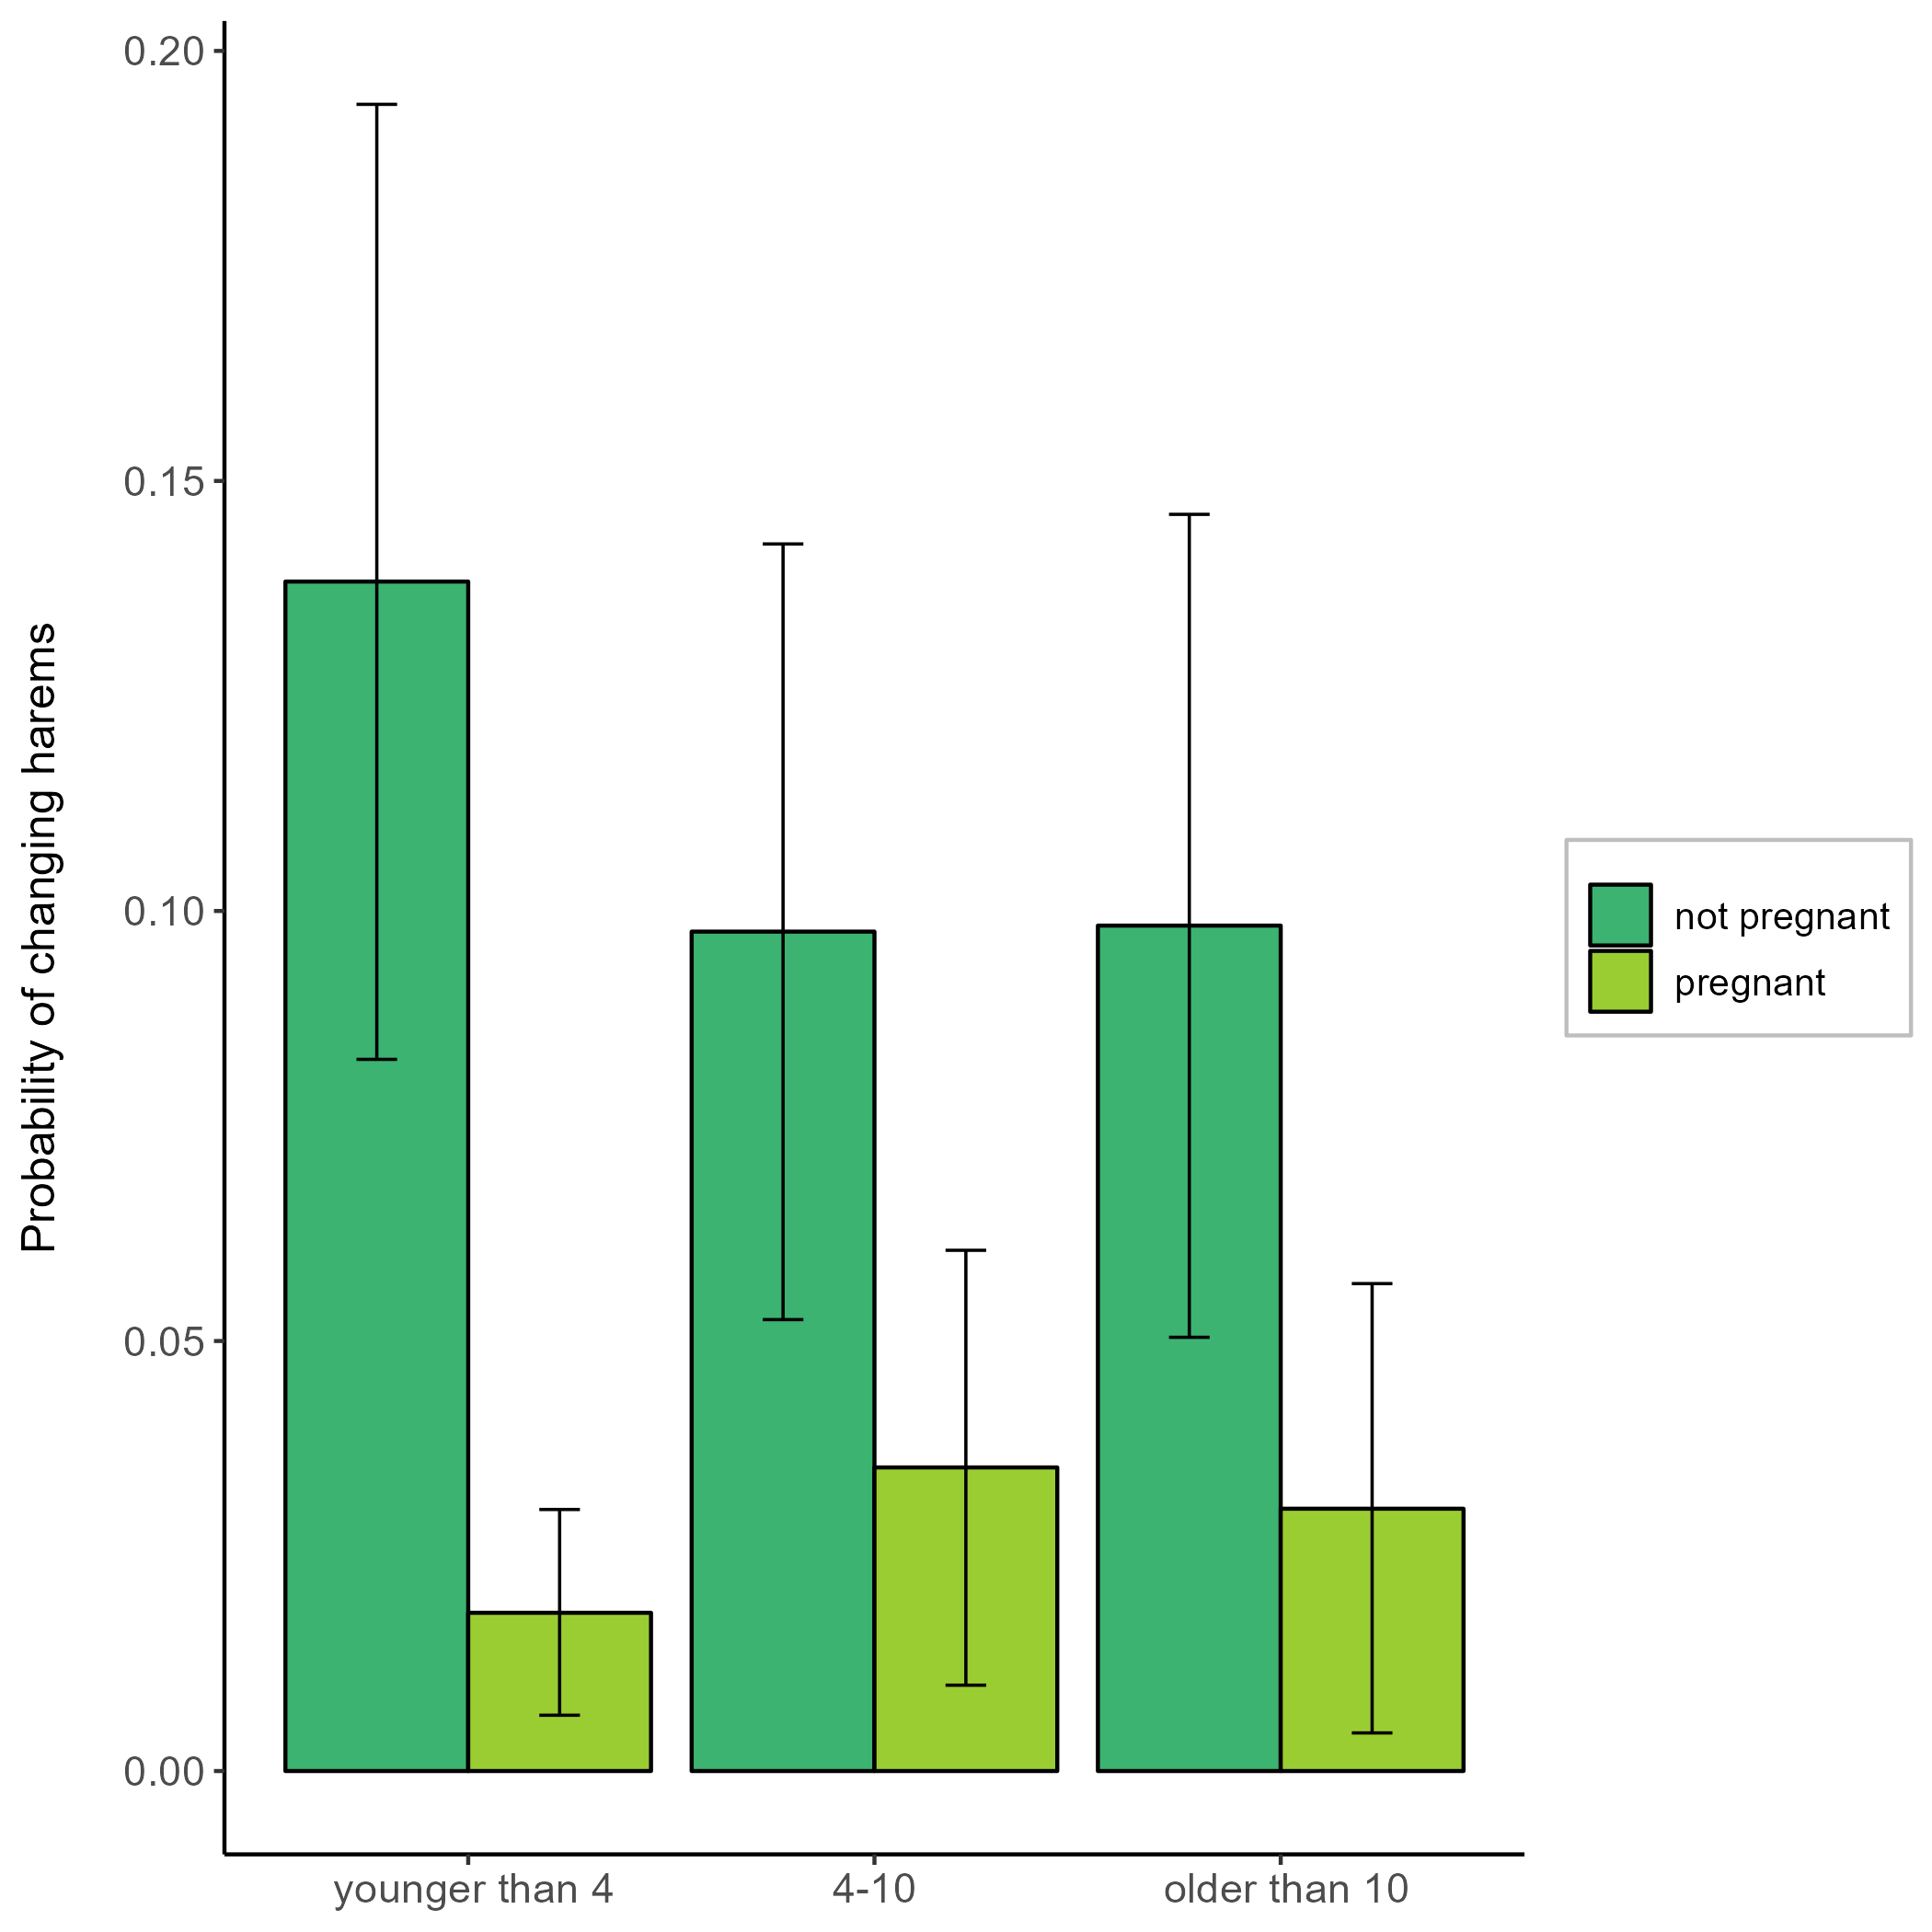 0.20
0.15
0.10
0.05
0.00
Probability of changing harems
younger than 4
4-10
older than 10
not pregnant
pregnant